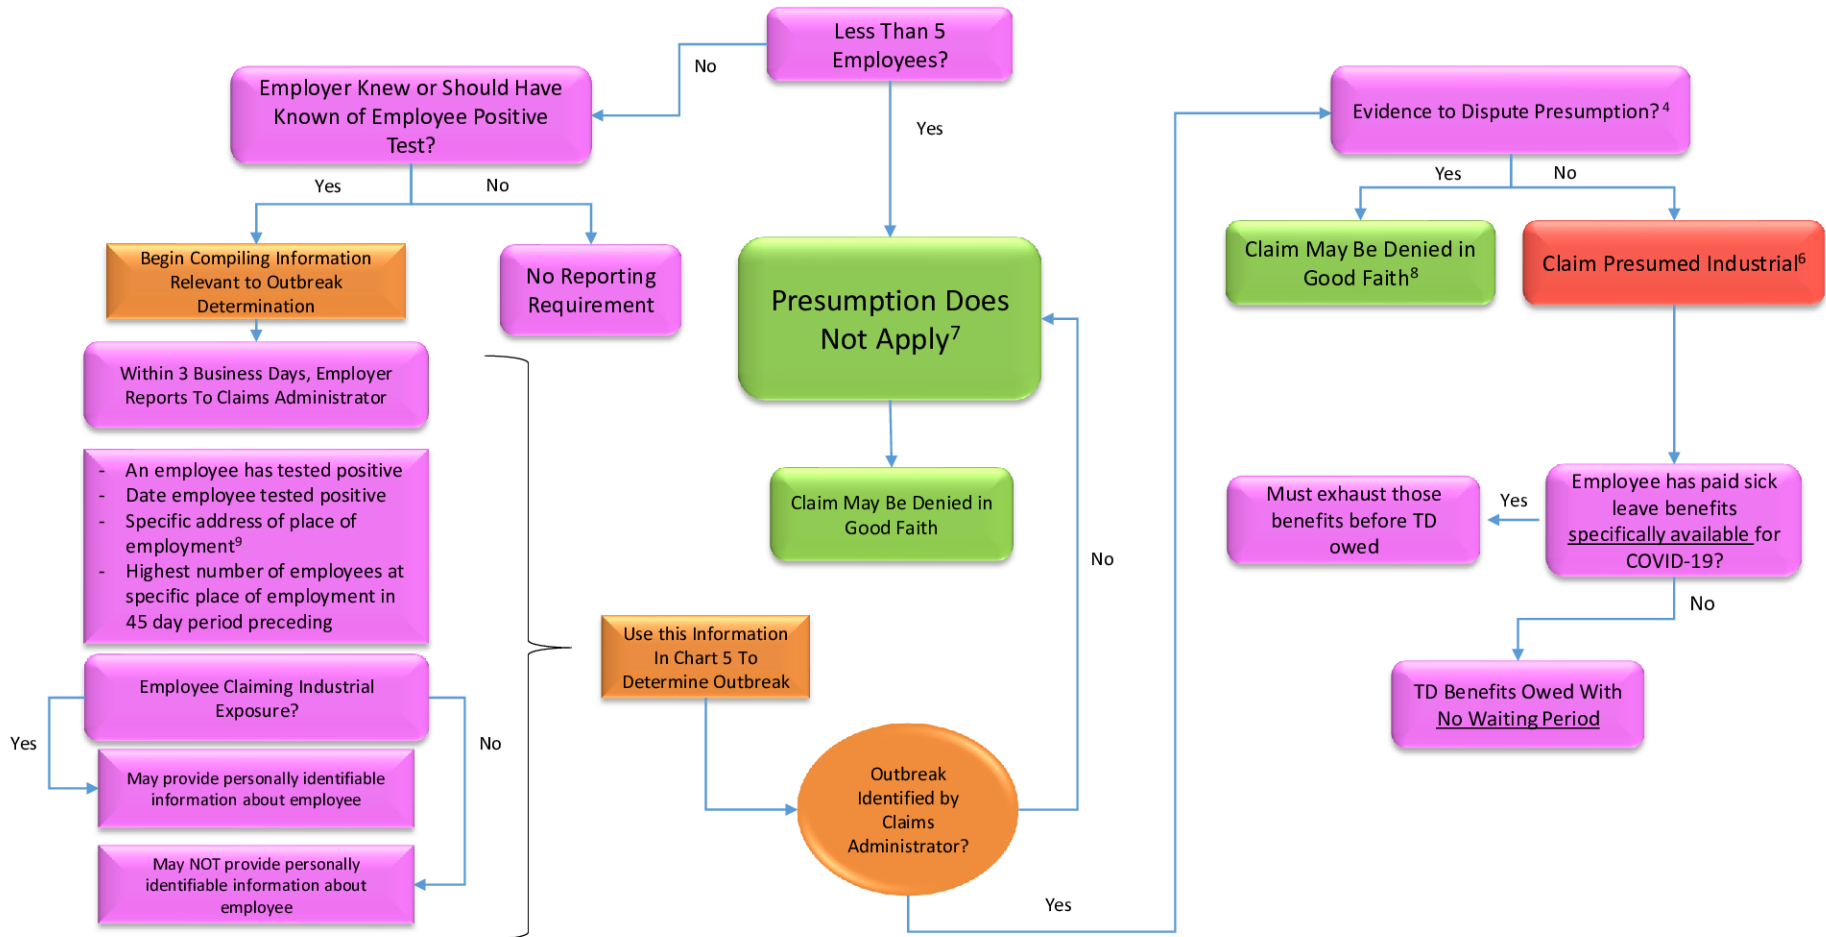 Less Than 5
Employees?
No
Yes
Employer Knew or Should Have
Known of Employee Positive
Test?
Yes
No
Begin Compiling Information
Relevant to Outbreak
Determination
No Reporting
Requirement
Within 3 Business Days, Employer
Reports To Claims Administrator
- An employee has tested positive
- Date employee tested positive
- Specific address of place of
employment9
- Highest number of employees at
specific place of employment in
45 day period preceding
Employee Claiming Industrial
Exposure?
Yes
No
May provide personally identifiable
information about employee
May NOT provide personally
identifiable information about
employee
Presumption Does
Not Apply7
Claim May Be Denied in
Good Faith
Use this Information
In Chart 5 To
Determine Outbreak
Outbreak
Identified by
Claims
Administrator?
No
Yes
Evidence to Dispute Presumption? 4
Yes
No
Claim May Be Denied in
Good Faith8
Claim Presumed Industrial6
Employee has paid sick
leave benefits
specifically available for
COVID-19?
Yes
Must exhaust those
benefits before TD
owed
No
TD Benefits Owed With
No Waiting Period